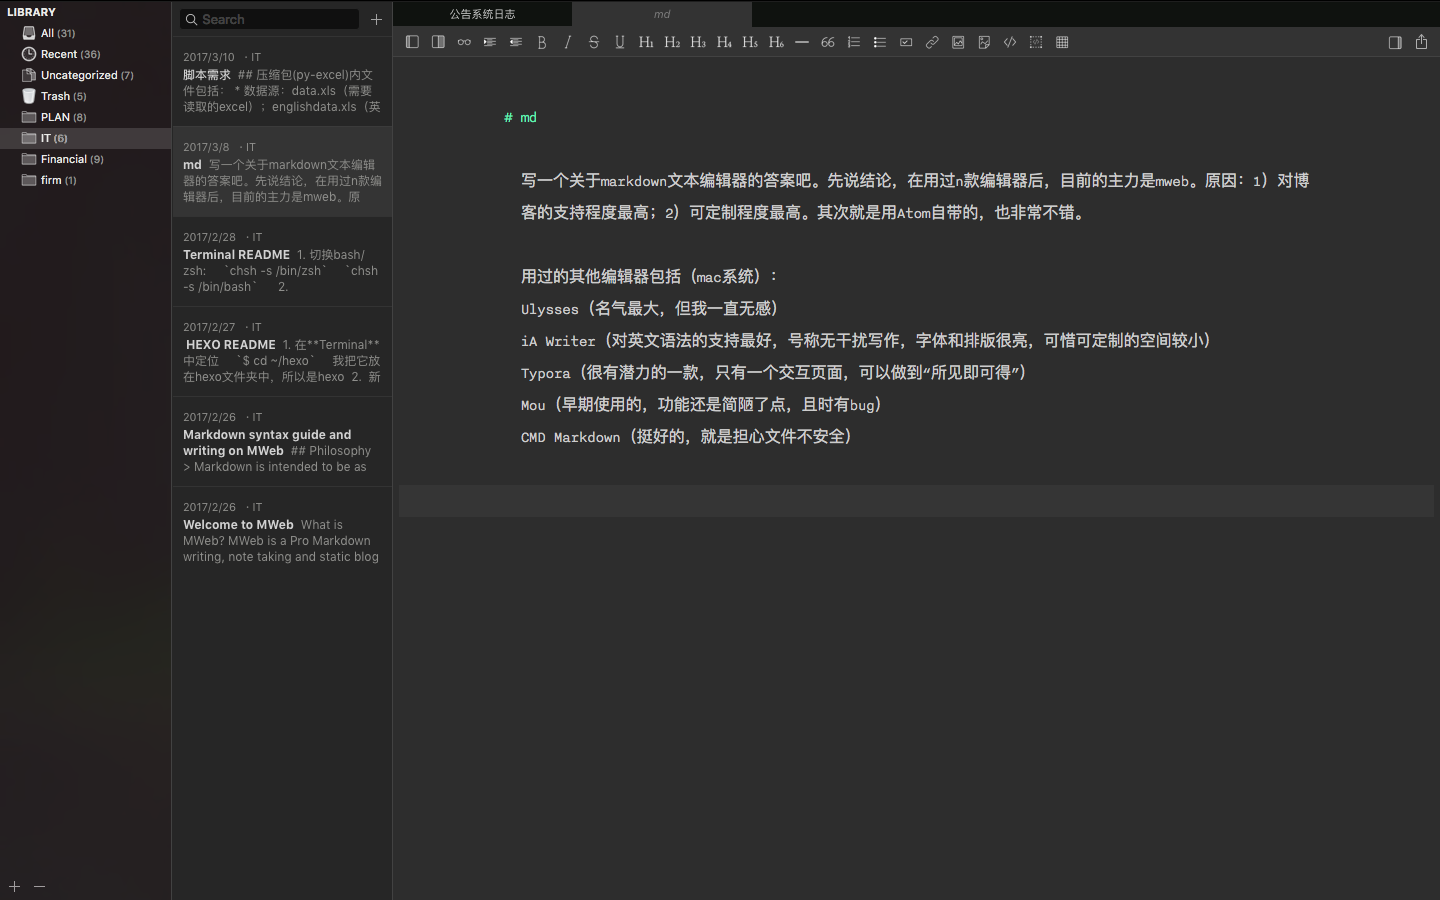 LIBRARY
All (31)
Recent (36)
Uncategorized (7)
Trash (5)
PLAN (8)
IT (6)
Financial (9)
firm (1)
Search
2017/3/10 · IT
脚本需求 ## 压缩包(py-excel)内文
件包括： * 数据源：data.xls（需要
读取的excel）；englishdata.xls（英
2017/3/8 · IT
md 写一个关于markdown文本编辑
器的答案吧。先说结论，在用过n款编
辑器后，目前的主力是mweb。原
2017/2/28 · IT
Terminal README 1. 切换bash/
zsh: `chsh -s /bin/zsh` `chsh
-s /bin/bash` 2.
2017/2/27 · IT
HEXO README 1. 在**Terminal**
中定位 `$ cd ~/hexo` 我把它放
在hexo文件夹中，所以是hexo 2. 新
2017/2/26 · IT
Markdown syntax guide and
writing on MWeb ## Philosophy
> Markdown is intended to be as
2017/2/26 · IT
Welcome to MWeb What is
MWeb? MWeb is a Pro Markdown
writing, note taking and static blog
公告系统日志
md
B I S U H1 H2 H3 H4 H5 H6
# md
写一个关于markdown文本编辑器的答案吧。先说结论，在用过n款编辑器后，目前的主力是mweb。原因：1）对博
客的支持程度最高；2）可定制程度最高。其次就是用Atom自带的，也非常不错。
用过的其他编辑器包括（mac系统）：
Ulysses（名气最大，但我一直无感）
iA Writer（对英文语法的支持最好，号称无干扰写作，字体和排版很亮，可惜可定制的空间较小）
Typora（很有潜力的一款，只有一个交互页面，可以做到“所见即可得”）
Mou（早期使用的，功能还是简陋了点，且时有bug）
CMD Markdown（挺好的，就是担心文件不安全）